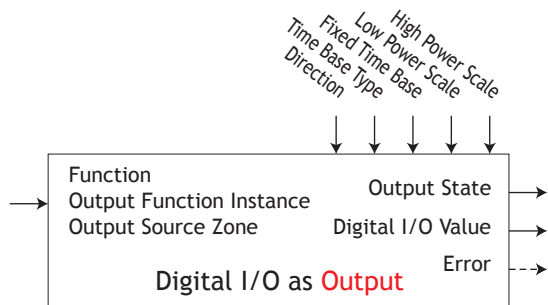 Direction
Time Base Type
Fixed Time Base
Low Power Scale
High Power Scale
Function
Output Function Instance
Output Source Zone
Output State
Digital I/O Value
Error
Digital I/O as Output